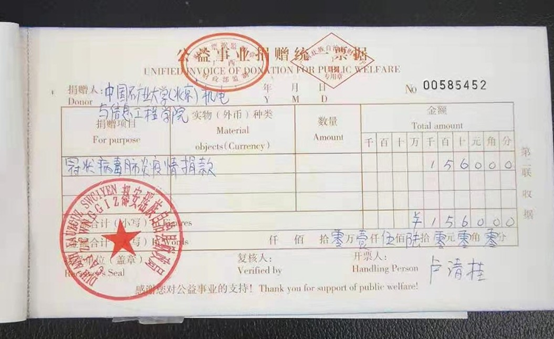 公益事业捐赠统一票据
UNIFIED INVOICE OF DONATION FOR PUBLIC WELFARE
捐赠人:中国矿业大学(北京)机电 年 月 日 No 00585452
Donor 与信息工程学院 Y M D
捐赠项目 实物(外币)种类 数量 金额
For purpose Material objects(Currency) Amount Total amount
千 百 十 万 千 百 十 元 角 分
冠状病毒肺炎疫情捐款 1 5 6 0 0 0
合计(小写) ¥ 1 5 6 0 0 0
仟 佰 拾 零 万 壹 仟 伍 佰 陆 拾 零 元 零 角 零 分
(盖章) 复核人: 开票人:
Seal Verified by Handling Person 卢清桂
感谢您对公益事业的支持!Thank you for support of public welfare!
第二联 收据